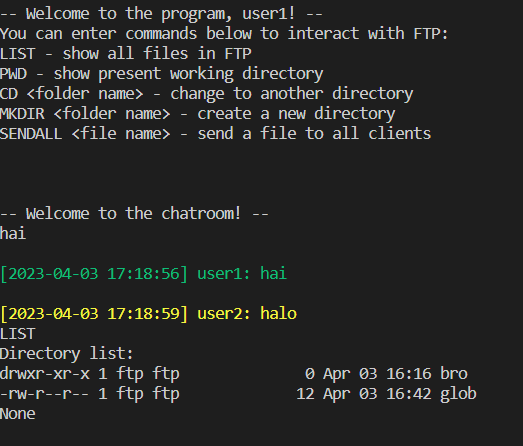 -- Welcome to the program, user1! --
You can enter commands below to interact with FTP:
LIST - show all files in FTP
PWD - show present working directory
CD <folder name> - change to another directory
MKDIR <folder name> - create a new directory
SENDALL <file name> - send a file to all clients
-- Welcome to the chatroom! --
hai
[2023-04-03 17:18:56] user1: hai
[2023-04-03 17:18:59] user2: halo
LIST
Directory list:
drwxr-xr-x 1 ftp ftp              0 Apr 03 16:16 bro
-rw-r--r-- 1 ftp ftp             12 Apr 03 16:42 glob
None